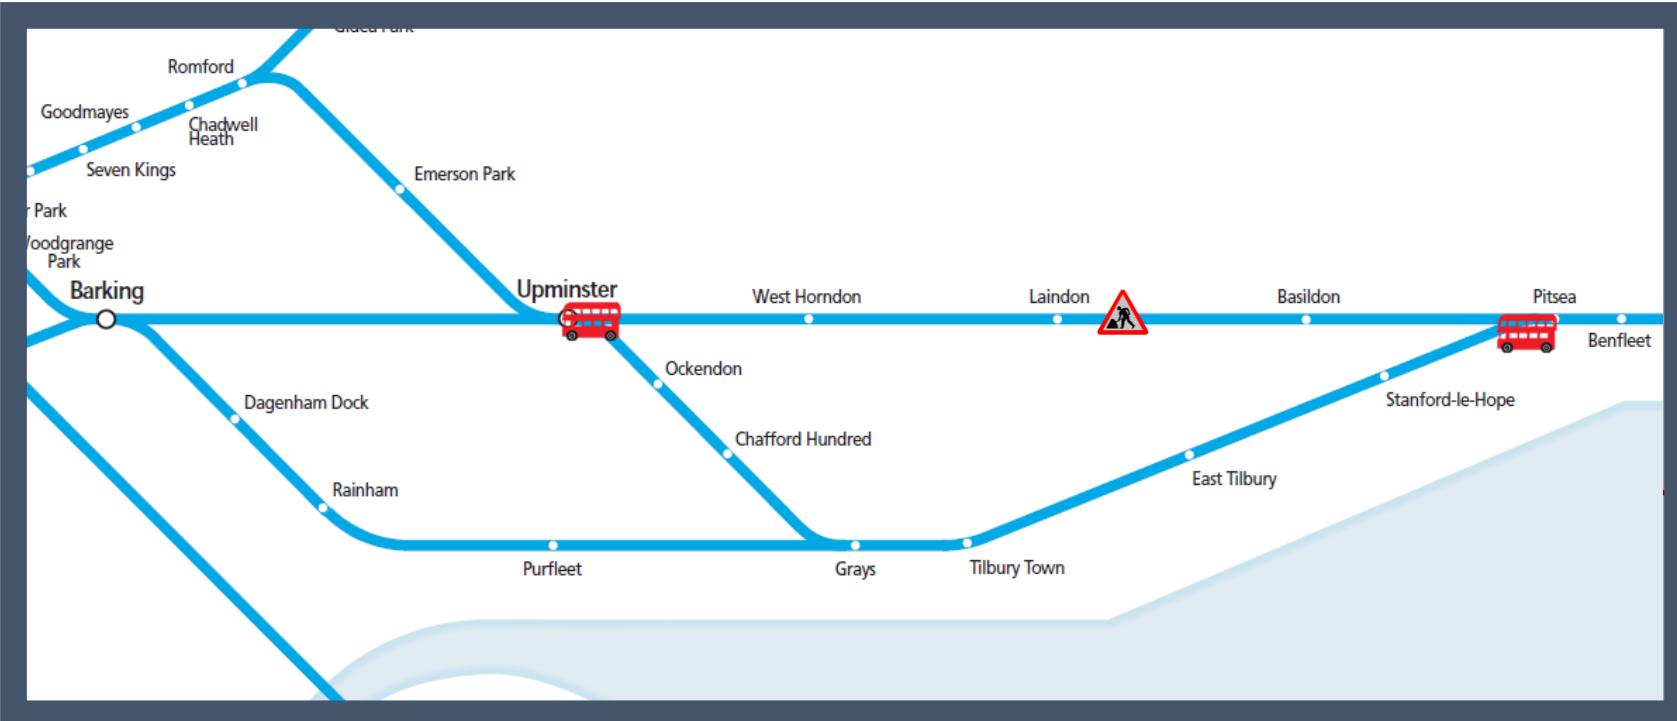 Romford
Goodmayes
Chadwell
Heath
Seven Kings
Emerson Park
Park
Park
Barking
Upminster
West Horndon
Laindon
Basildon
Pitsea
Benfleet
Ockendon
Stanford-le-Hope
Dagenham Dock
Chafford Hundred
East Tilbury
Rainham
Purfleet
Grays
Tilbury Town